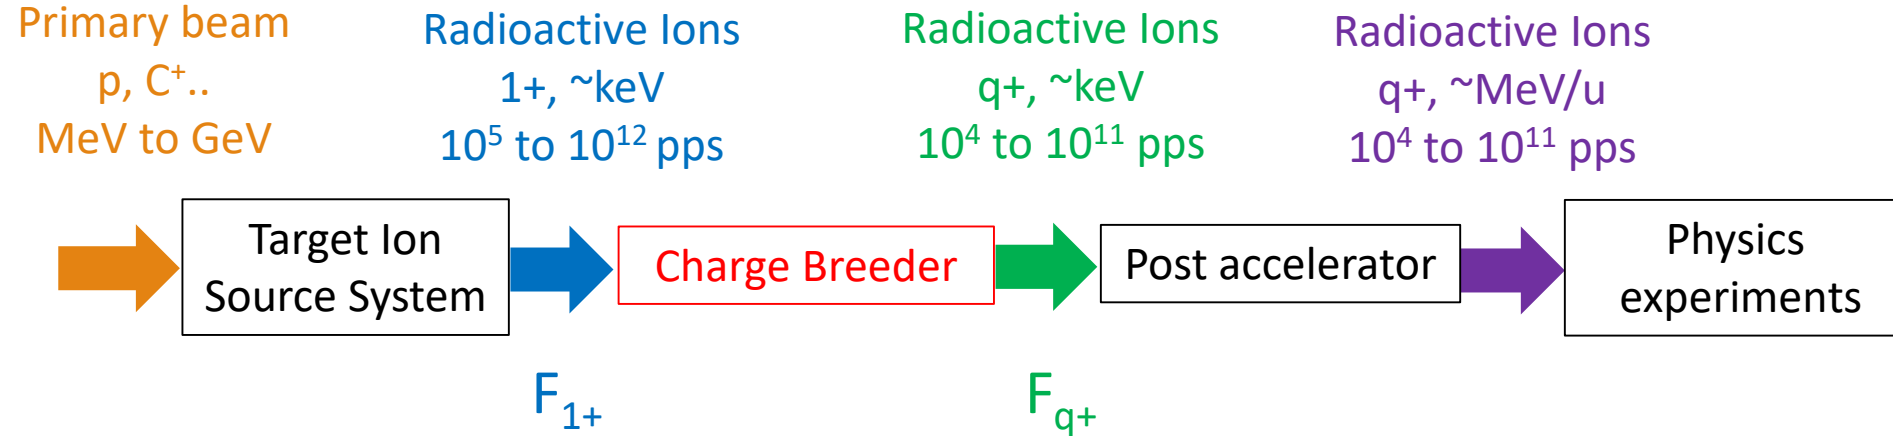 Primary beam
p, C⁺..
MeV to GeV
Radioactive Ions
1+, ~keV
10⁵ to 10¹² pps
Radioactive Ions
q+, ~keV
10⁴ to 10¹¹ pps
Radioactive Ions
q+, ~MeV/u
10⁴ to 10¹¹ pps
Target Ion
Source System
Charge Breeder
Post accelerator
Physics
experiments
F₁₊
F_q+